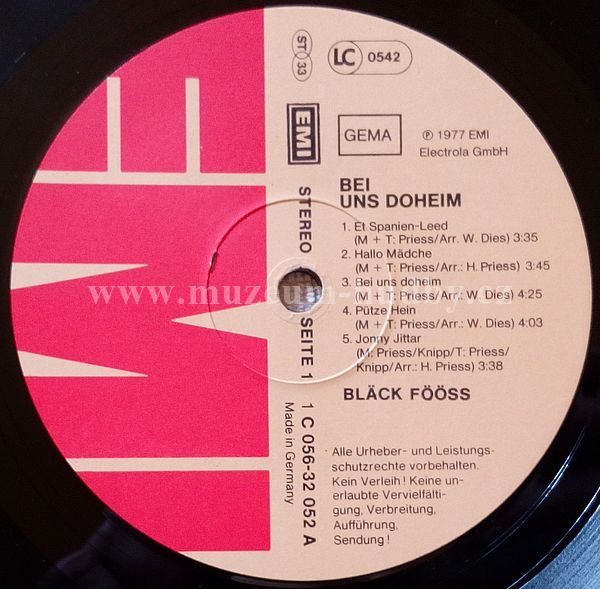 ST 33
LC 0542
EMI
GEMA
℗ 1977 EMI
Electrola GmbH
BEI
UNS DOHEIM
1. Et Spanien-Leed
(M + T: Priess/Arr. W. Dies) 3:35
2. Hallo Mädche
(M + T: Priess/Arr.: H. Priess) 3:45
3. Bei uns doheim
(M + T: Priess/Arr.: W. Dies) 4:25
4. Pütze Hein
(M + T: Priess/Arr.: W. Dies) 4:03
5. Jonny Jittar
(M: Priess/Knipp/T: Priess/
Knipp/Arr.: H. Priess) 3:38
BLÄCK FÖÖSS
STEREO SEITE 1 1 C 056-32 052 A
Made in Germany
Alle Urheber- und Leistungs-
schutzrechte vorbehalten.
Kein Verleih! Keine un-
erlaubte Vervielfälti-
gung, Verbreitung,
Aufführung,
Sendung!
EMI